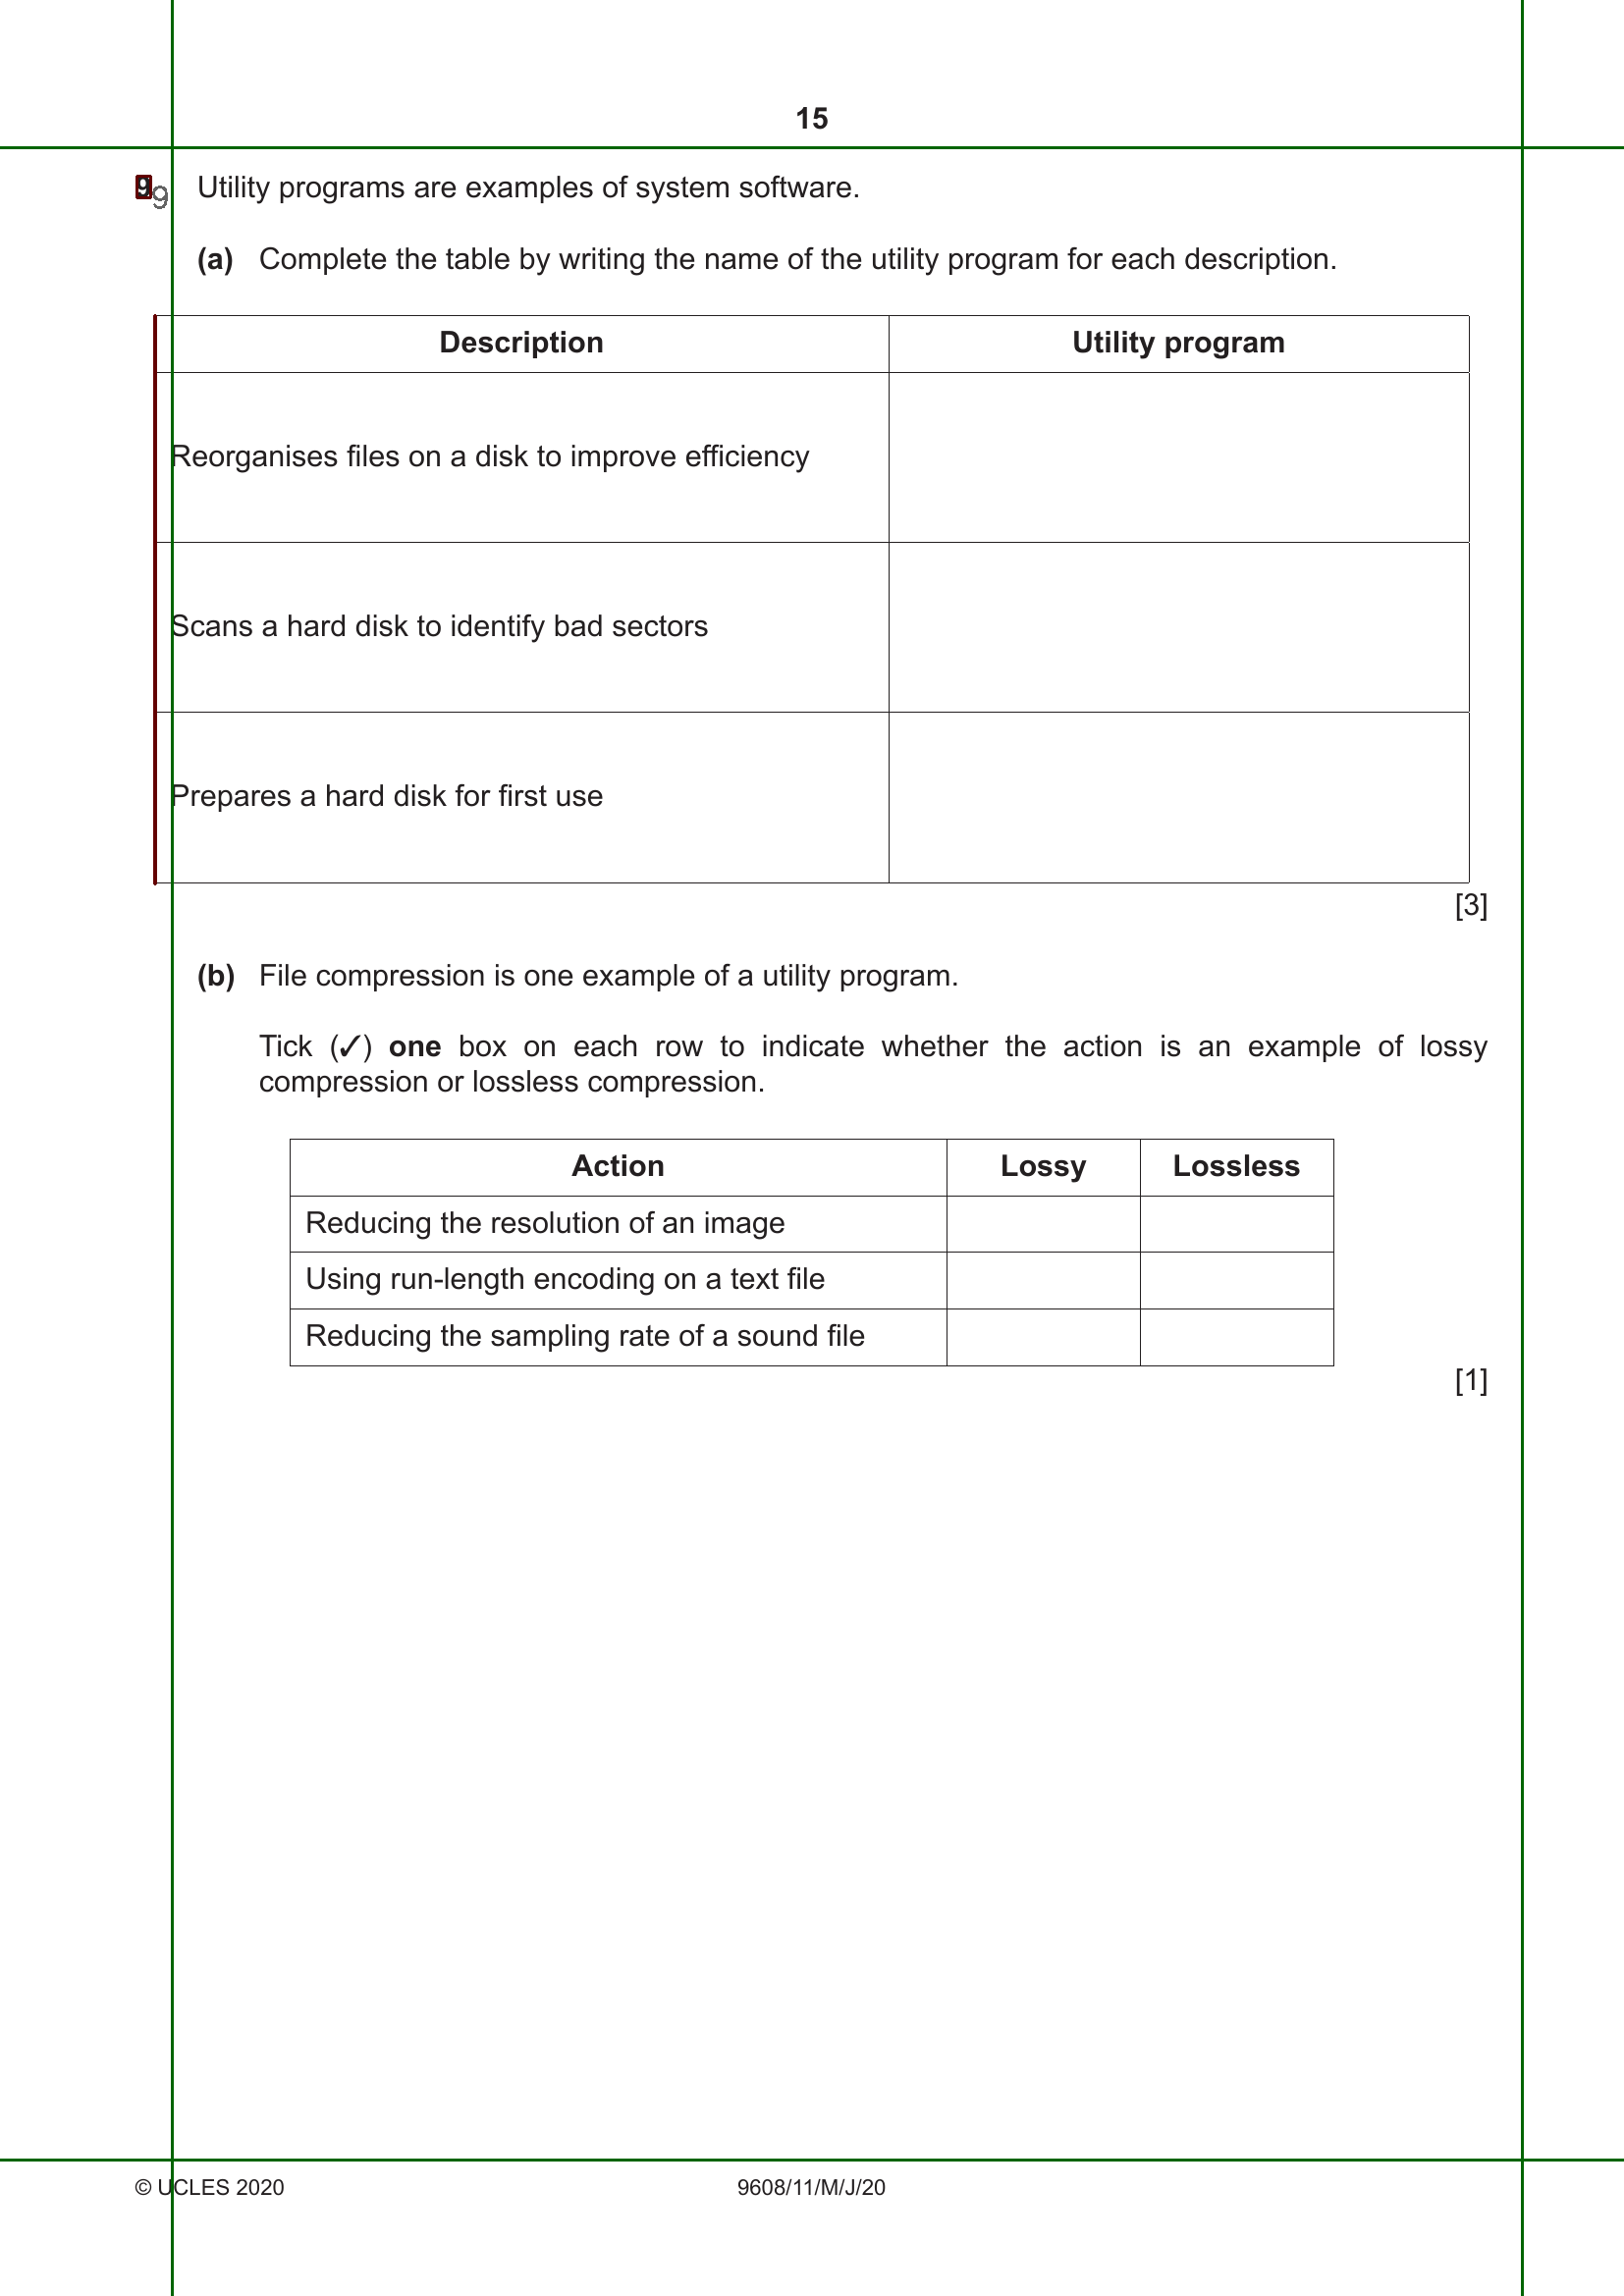 15
9 9 Utility programs are examples of system software.
(a) Complete the table by writing the name of the utility program for each description.
Description Utility program
Reorganises files on a disk to improve efficiency
Scans a hard disk to identify bad sectors
Prepares a hard disk for first use
[3]
(b) File compression is one example of a utility program.
Tick (✓) one box on each row to indicate whether the action is an example of lossy
compression or lossless compression.
Action Lossy Lossless
Reducing the resolution of an image
Using run-length encoding on a text file
Reducing the sampling rate of a sound file
[1]
© UCLES 2020 9608/11/M/J/20